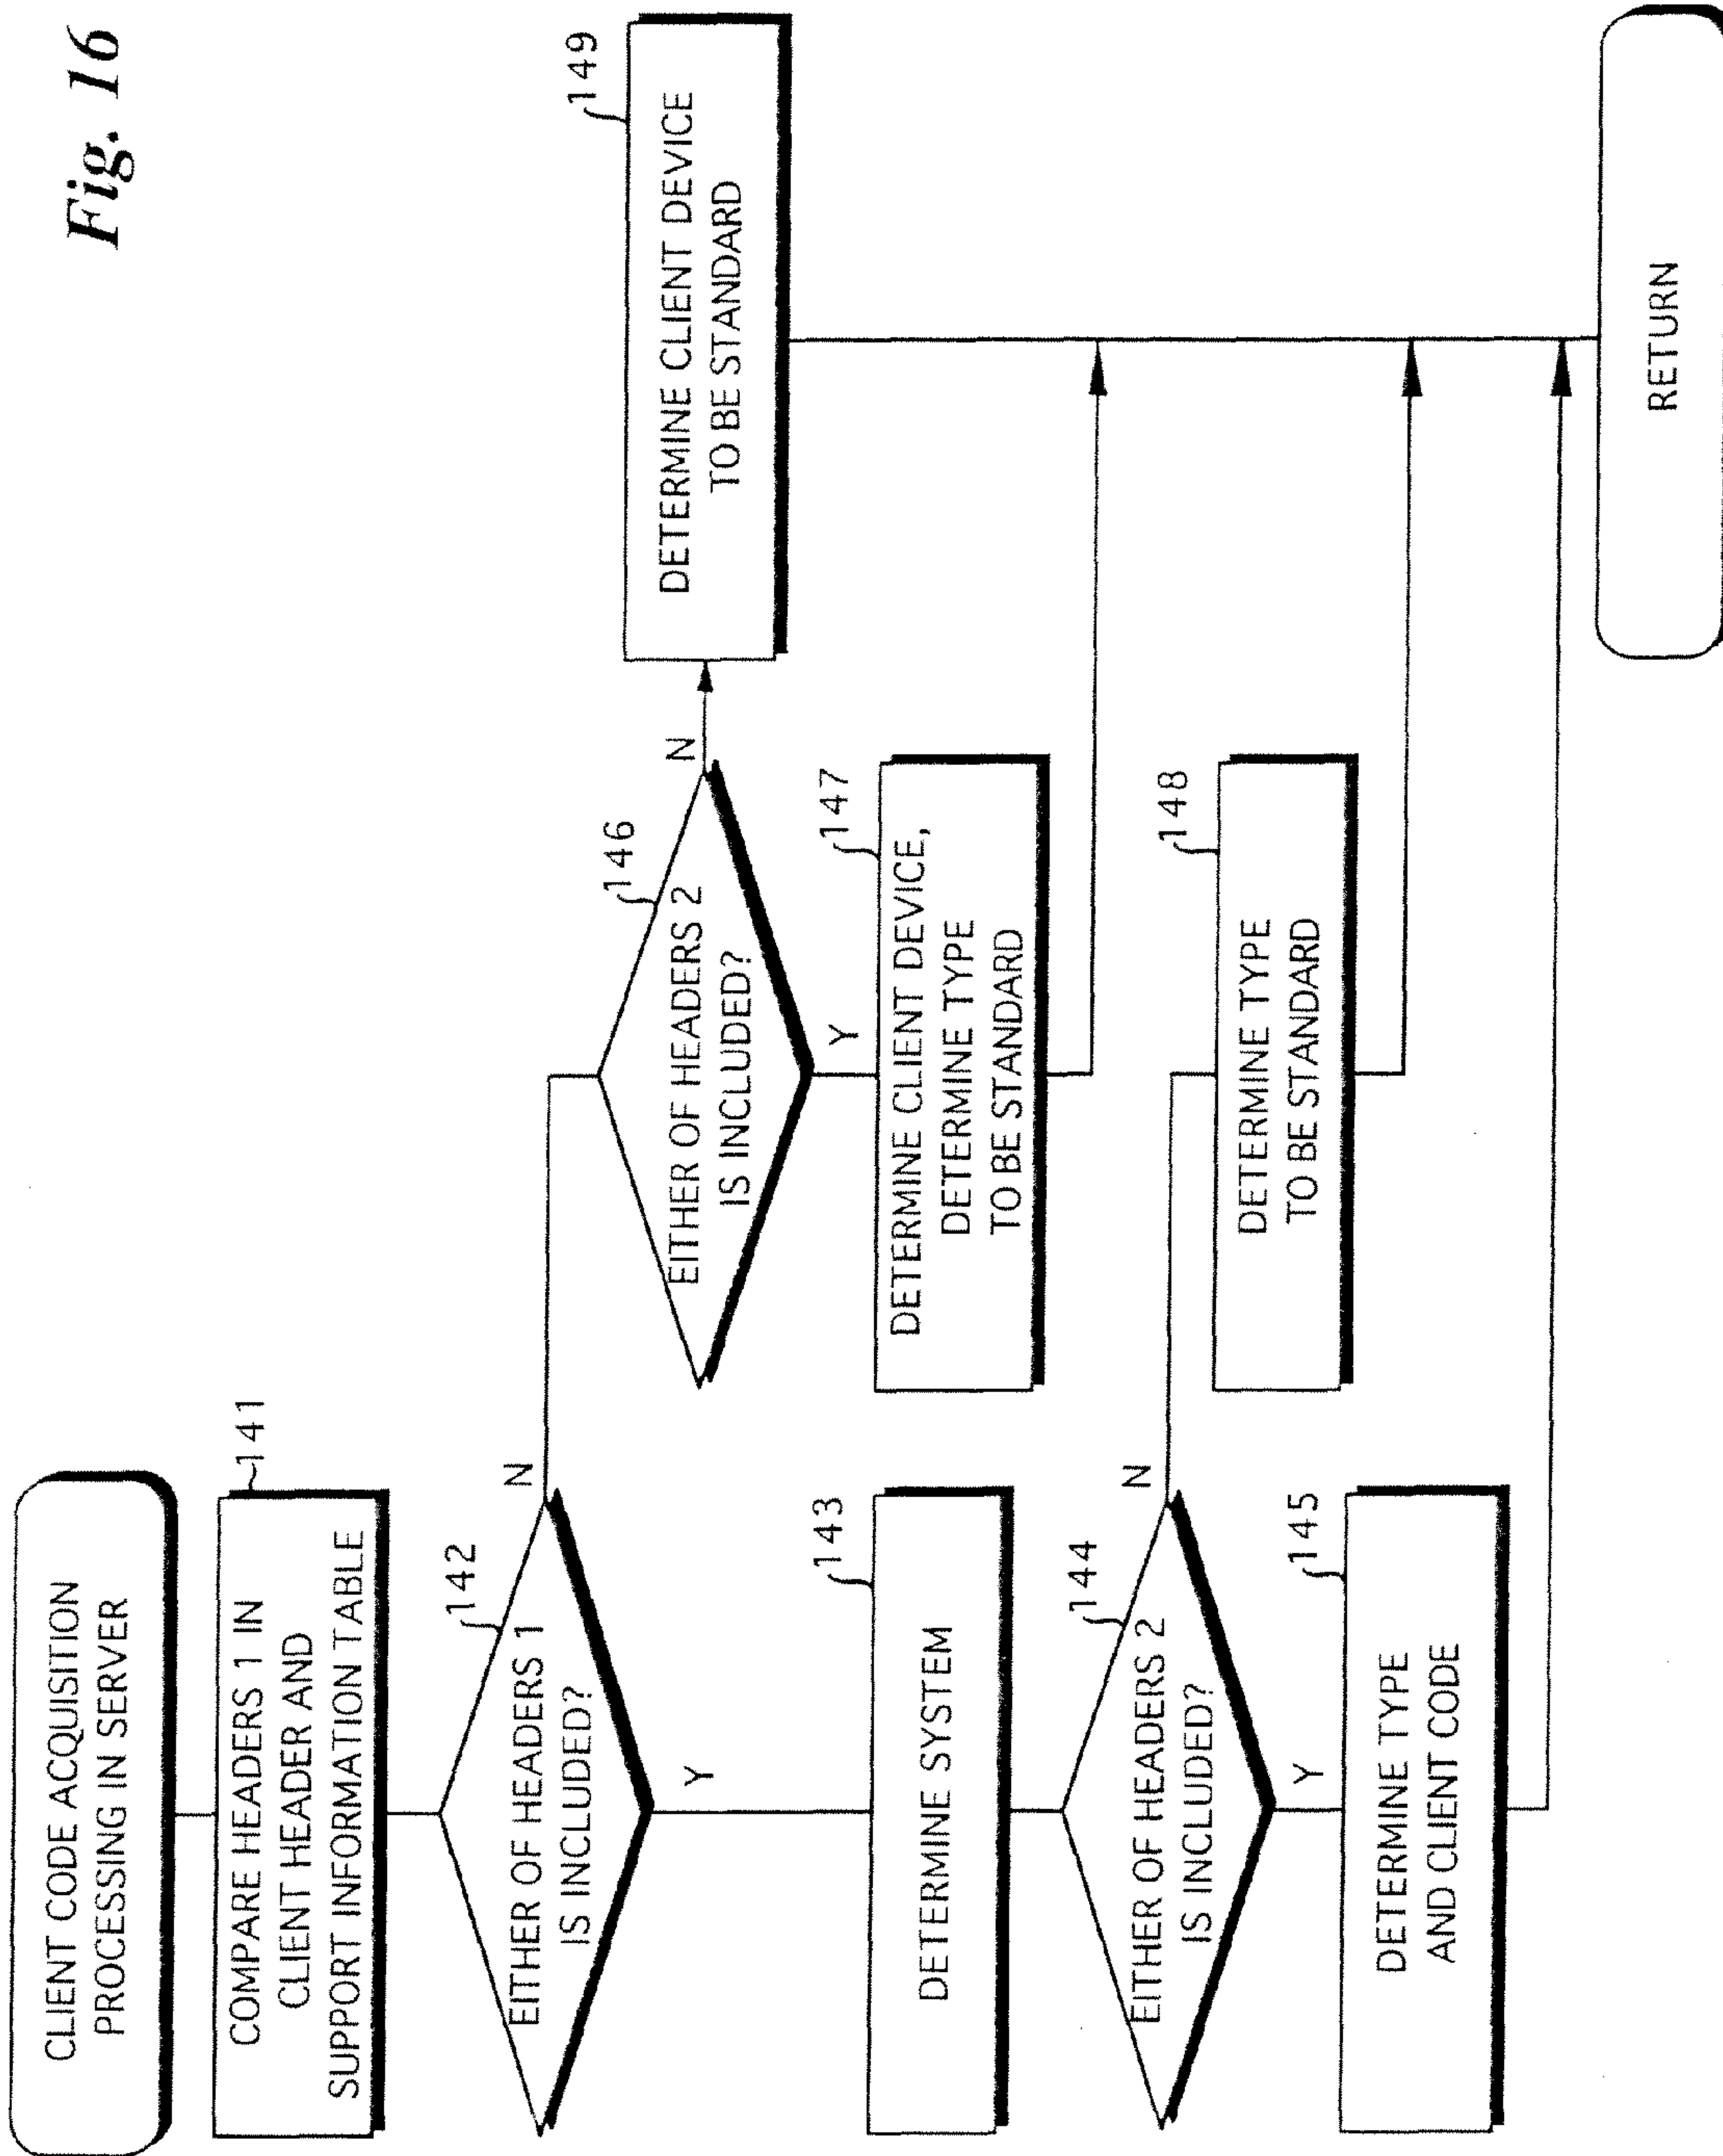 Fig. 16
CLIENT CODE ACQUISITION
PROCESSING IN SERVER
141
COMPARE HEADERS 1 IN
CLIENT HEADER AND
SUPPORT INFORMATION TABLE
142
EITHER OF HEADERS 1
IS INCLUDED?
N
Y
143
DETERMINE SYSTEM
144
EITHER OF HEADERS 2
IS INCLUDED?
N
Y
145
DETERMINE TYPE
AND CLIENT CODE
146
EITHER OF HEADERS 2
IS INCLUDED?
N
Y
147
DETERMINE CLIENT DEVICE,
DETERMINE TYPE
TO BE STANDARD
148
DETERMINE TYPE
TO BE STANDARD
149
DETERMINE CLIENT DEVICE
TO BE STANDARD
RETURN